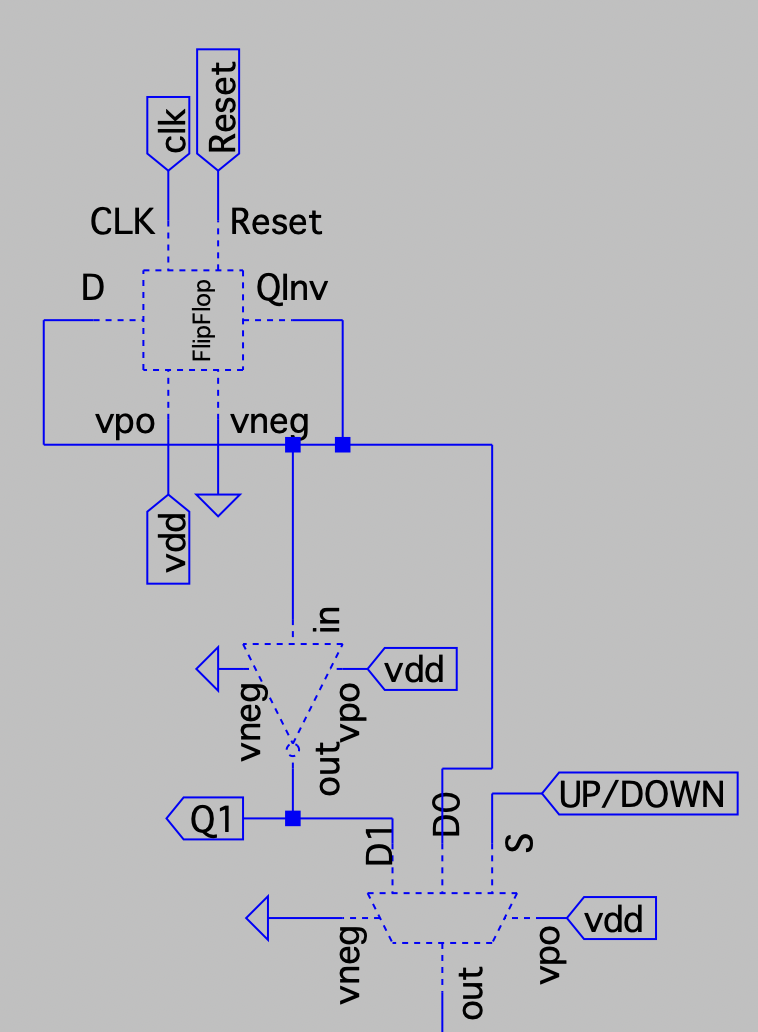 clk
Reset
CLK
Reset
D
QInv
FlipFlop
vpo
vneg
vdd
in
vneg
vpo
vdd
out
Q1
D1
D0
S
UP/DOWN
vneg
out
vpo
vdd